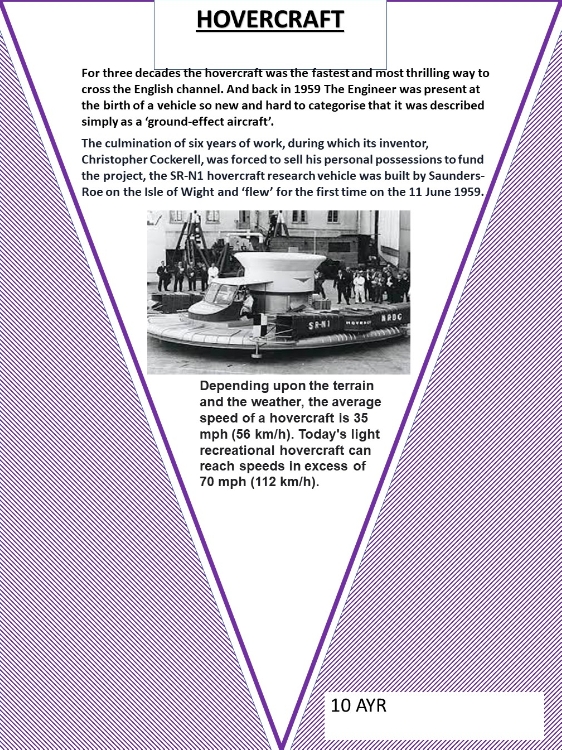 HOVERCRAFT
For three decades the hovercraft was the fastest and most thrilling way to
cross the English channel. And back in 1959 The Engineer was present at
the birth of a vehicle so new and hard to categorise that it was described
simply as a ‘ground-effect aircraft’.
The culmination of six years of work, during which its inventor,
Christopher Cockerell, was forced to sell his personal possessions to fund
the project, the SR-N1 hovercraft research vehicle was built by Saunders-
Roe on the Isle of Wight and ‘flew’ for the first time on the 11 June 1959.
SR-N1 HOVERCRAFT NRDC
Depending upon the terrain
and the weather, the average
speed of a hovercraft is 35
mph (56 km/h). Today's light
recreational hovercraft can
reach speeds in excess of
70 mph (112 km/h).
10 AYR